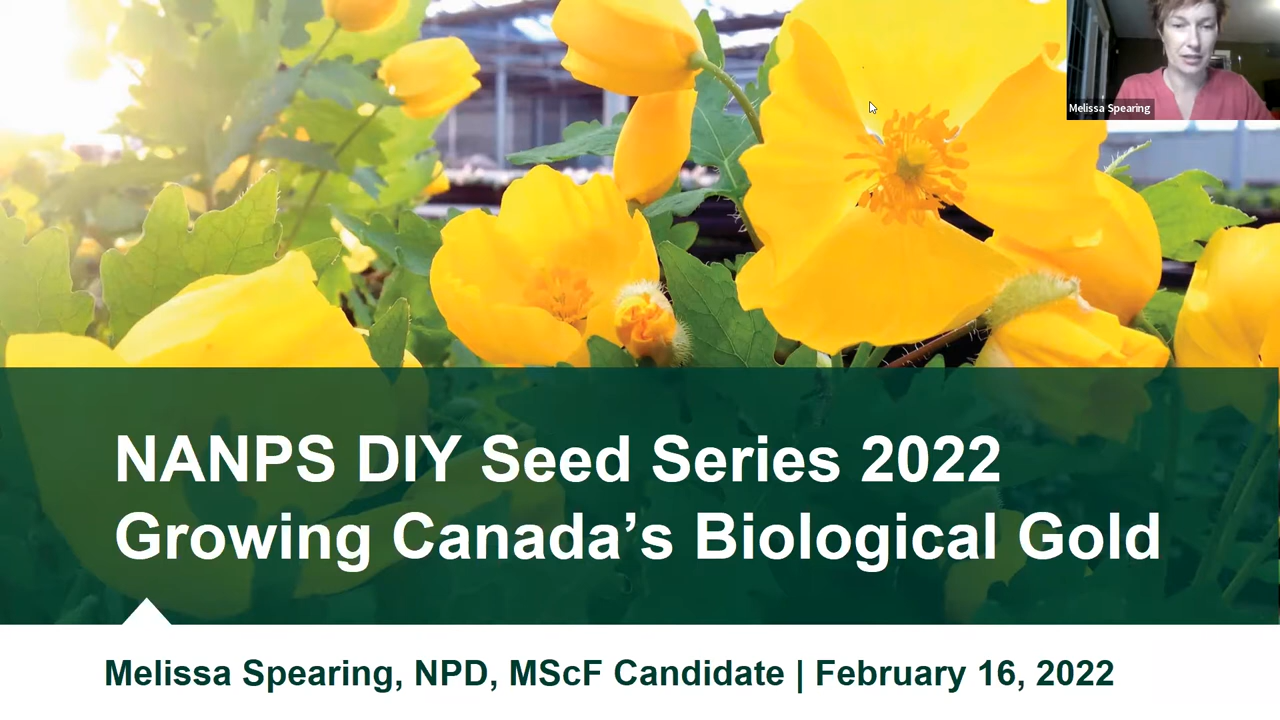 Melissa Spearing
NANPS DIY Seed Series 2022
Growing Canada’s Biological Gold
Melissa Spearing, NPD, MScF Candidate | February 16, 2022